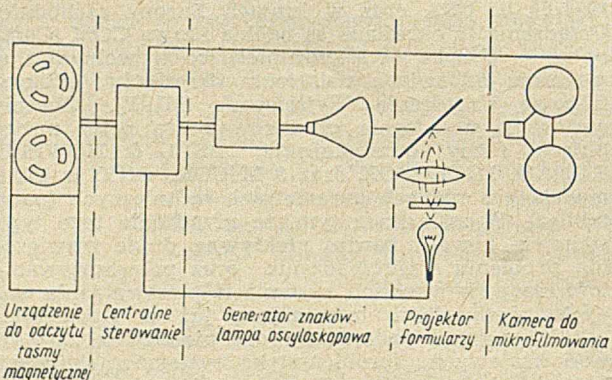 Urządzenie
do odczytu
taśmy
magnetycznej
Centralne
sterowanie
Generator znaków.
lampa oscyloskopowa
Projektor
formularzy
Kamera do
mikrofilmowania